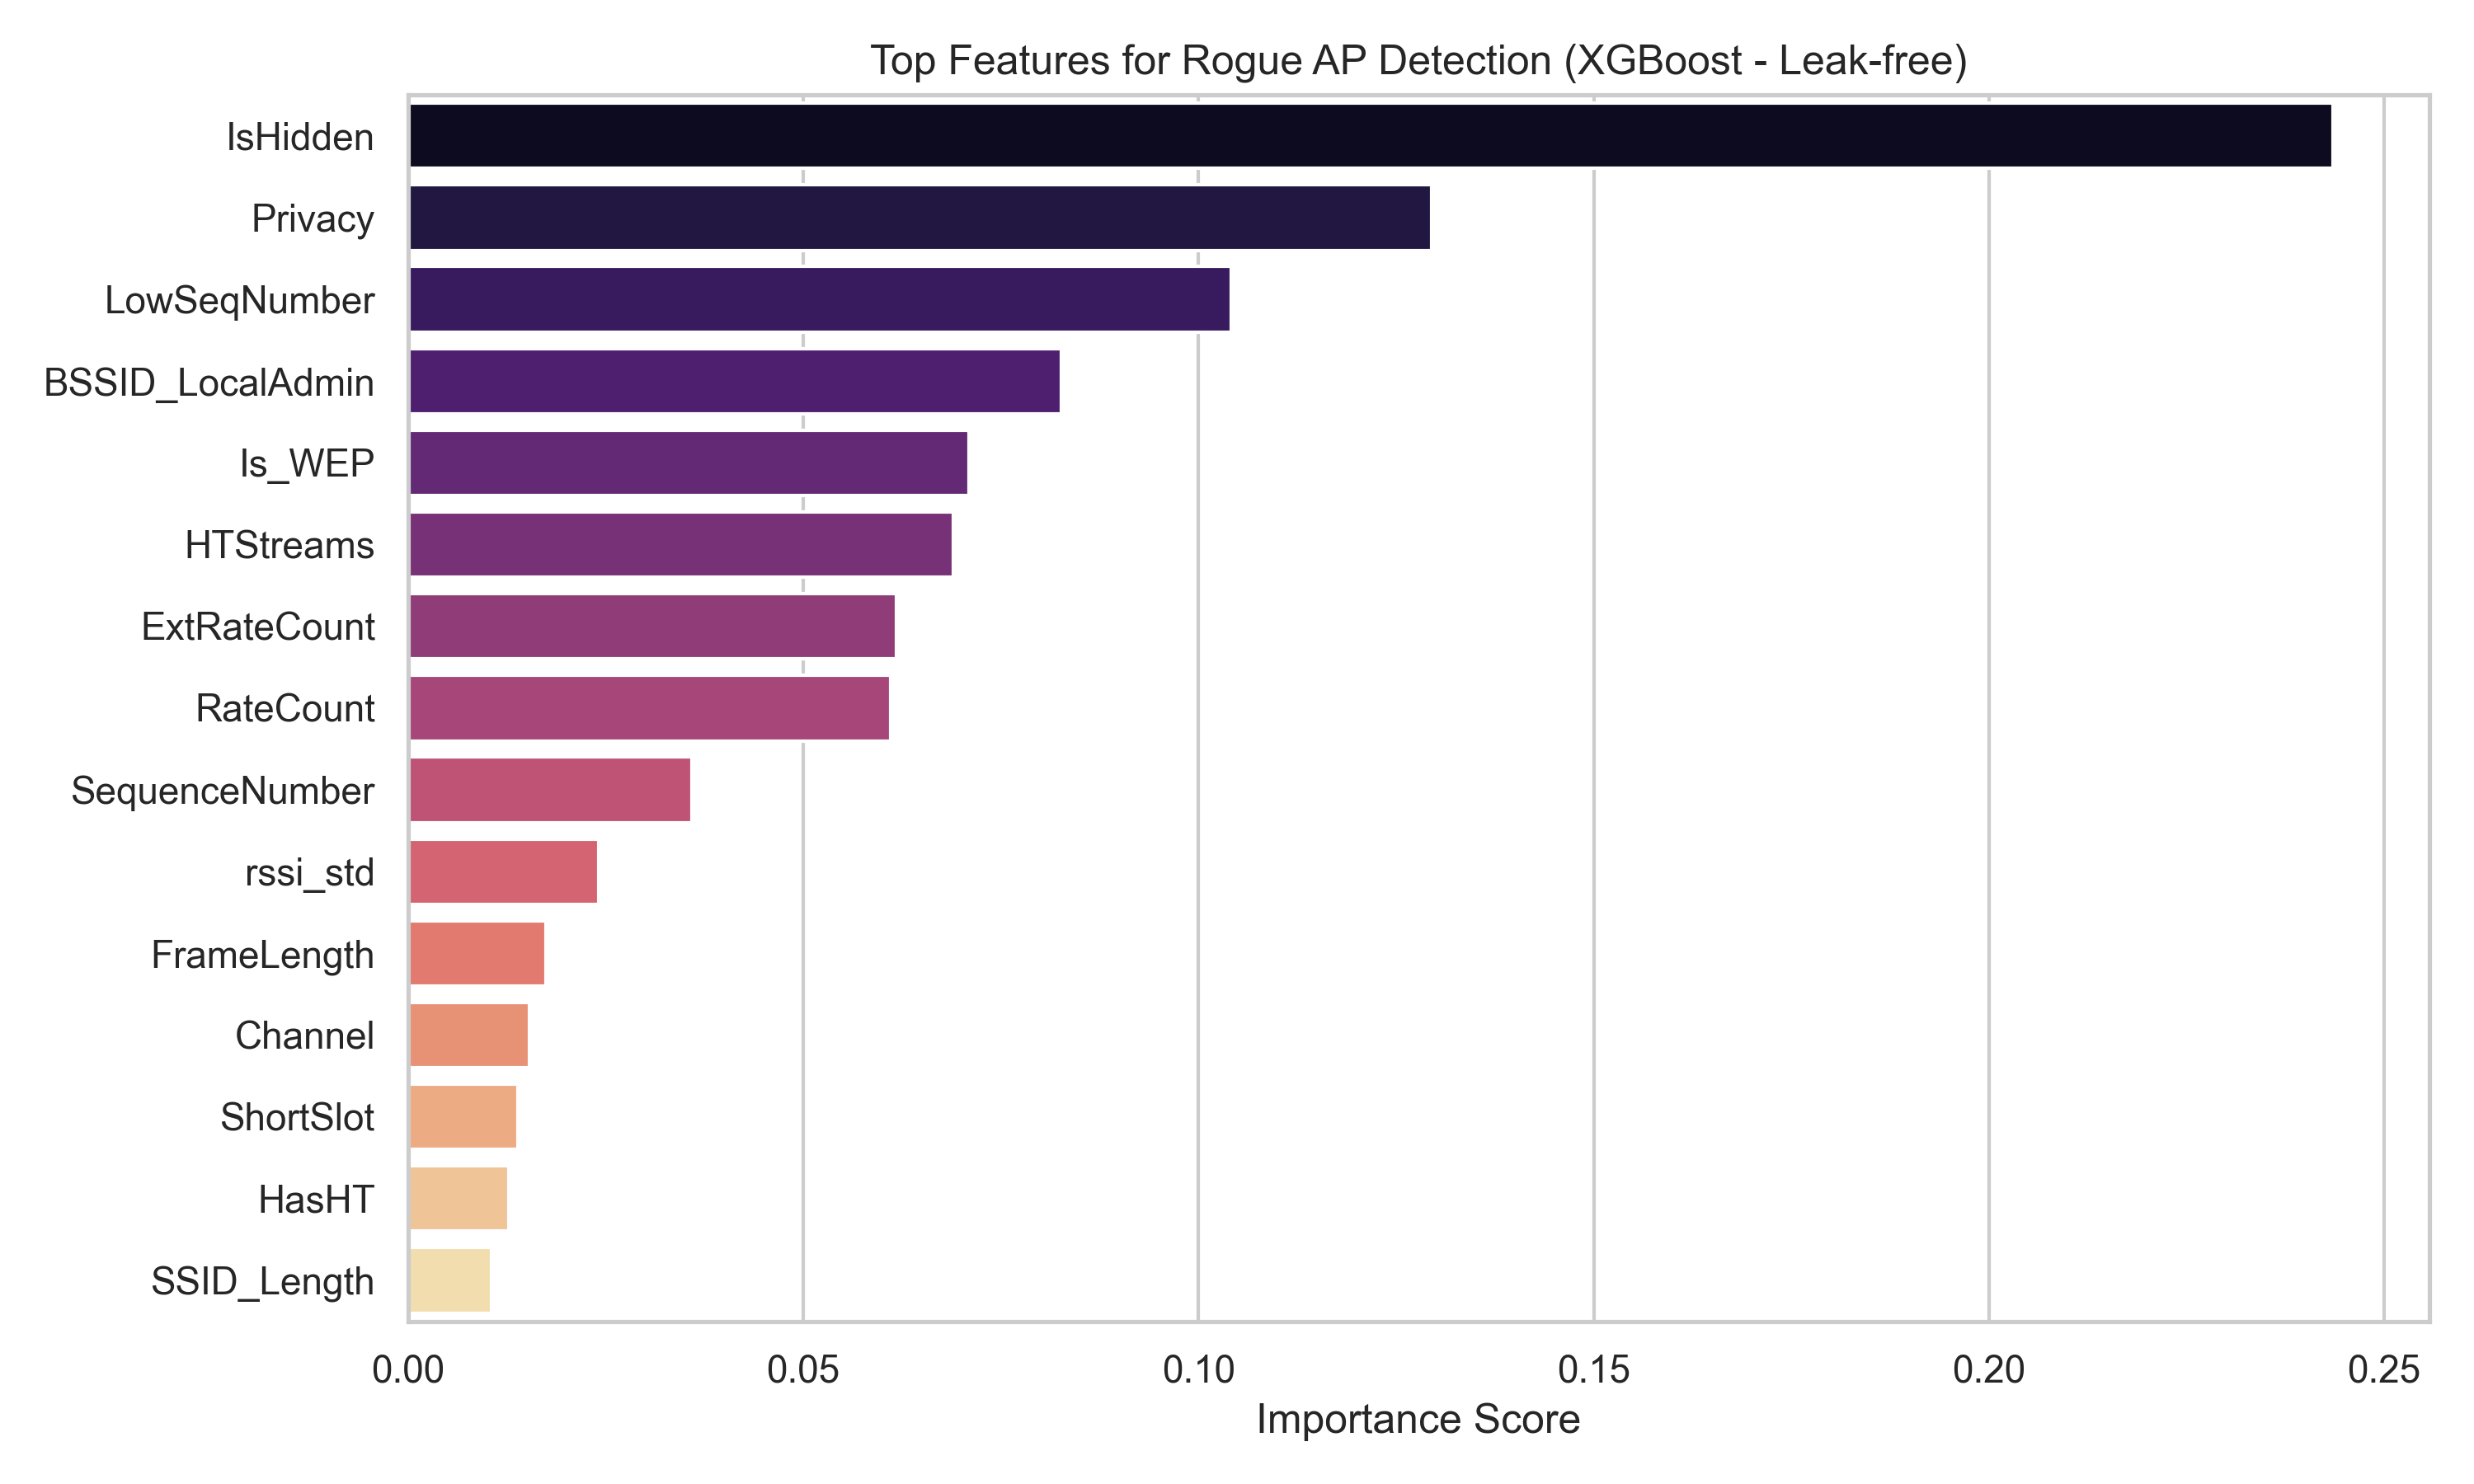 Top Features for Rogue AP Detection (XGBoost - Leak-free)
IsHidden
Privacy
LowSeqNumber
BSSID_LocalAdmin
Is_WEP
HTStreams
ExtRateCount
RateCount
SequenceNumber
rssi_std
FrameLength
Channel
ShortSlot
HasHT
SSID_Length
0.00 0.05 0.10 0.15 0.20 0.25
Importance Score